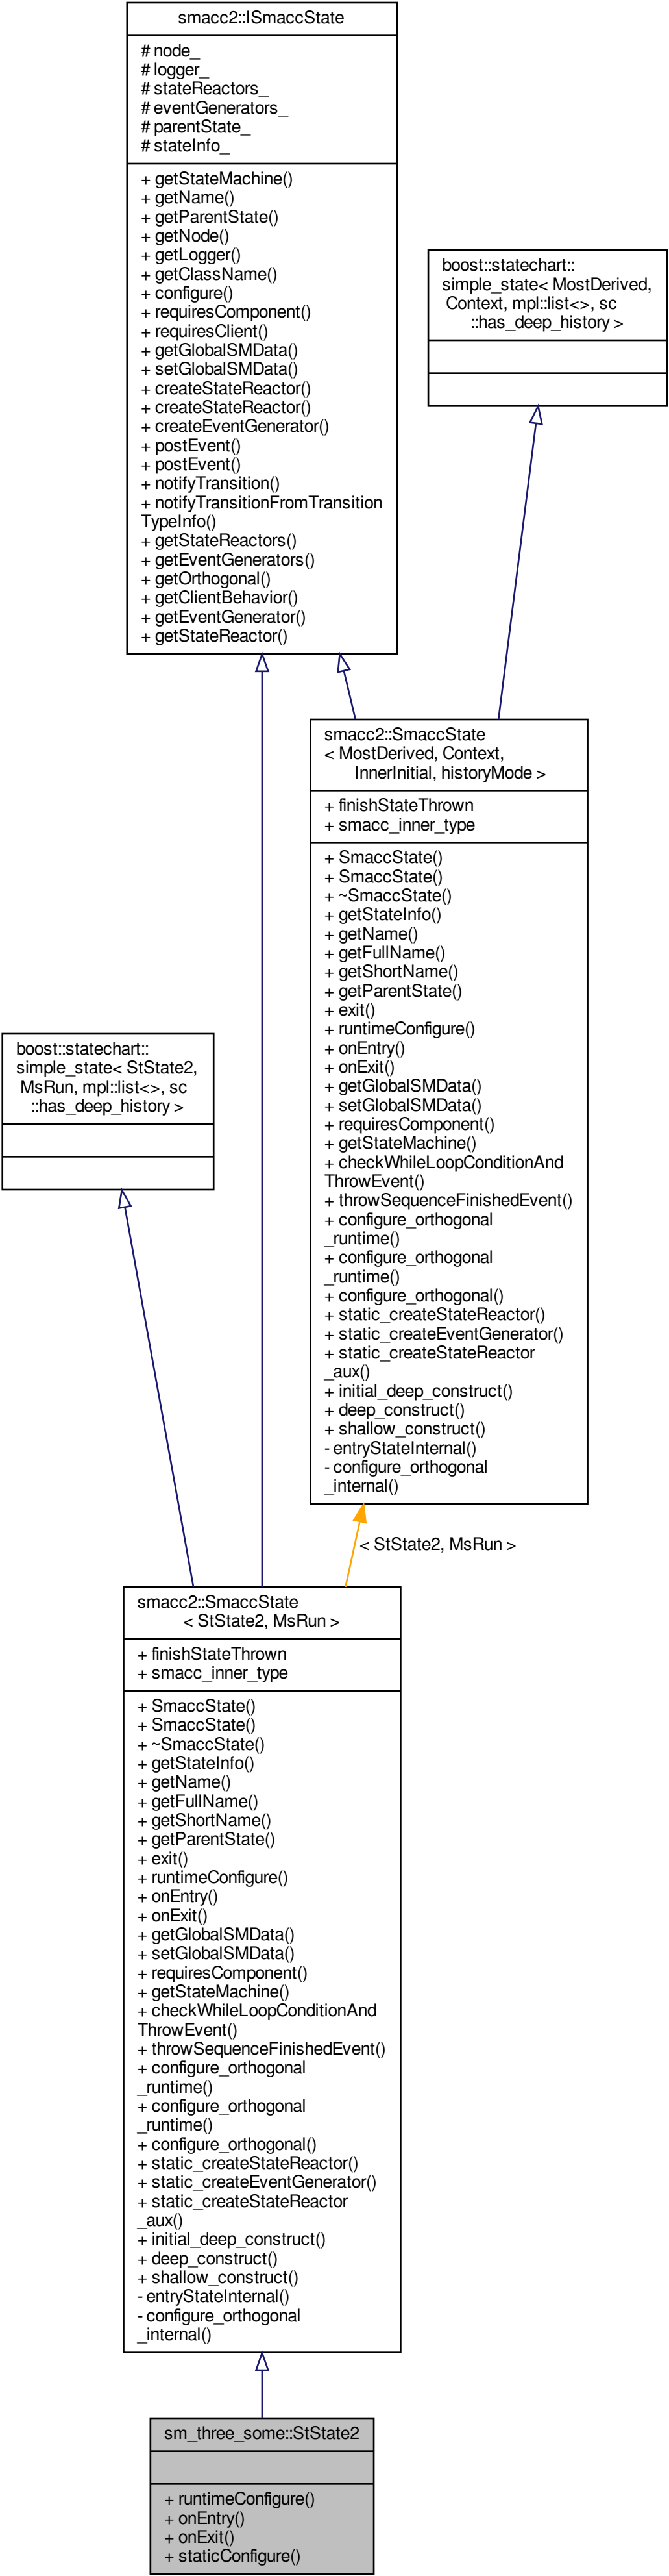 smacc2::ISmaccState
# node_
# logger_
# stateReactors_
# eventGenerators_
# parentState_
# stateInfo_
+ getStateMachine()
+ getName()
+ getParentState()
+ getNode()
+ getLogger()
+ getClassName()
+ configure()
+ requiresComponent()
+ requiresClient()
+ getGlobalSMData()
+ setGlobalSMData()
+ createStateReactor()
+ createStateReactor()
+ createEventGenerator()
+ postEvent()
+ postEvent()
+ notifyTransition()
+ notifyTransitionFromTransition
TypeInfo()
+ getStateReactors()
+ getEventGenerators()
+ getOrthogonal()
+ getClientBehavior()
+ getEventGenerator()
+ getStateReactor()
boost::statechart::
simple_state< MostDerived,
Context, mpl::list<>, sc
::has_deep_history >
smacc2::SmaccState
< MostDerived, Context,
InnerInitial, historyMode >
+ finishStateThrown
+ smacc_inner_type
+ SmaccState()
+ SmaccState()
+ ~SmaccState()
+ getStateInfo()
+ getName()
+ getFullName()
+ getShortName()
+ getParentState()
+ exit()
+ runtimeConfigure()
+ onEntry()
+ onExit()
+ getGlobalSMData()
+ setGlobalSMData()
+ requiresComponent()
+ getStateMachine()
+ checkWhileLoopConditionAnd
ThrowEvent()
+ throwSequenceFinishedEvent()
+ configure_orthogonal
_runtime()
+ configure_orthogonal
_runtime()
+ configure_orthogonal()
+ static_createStateReactor()
+ static_createEventGenerator()
+ static_createStateReactor
_aux()
+ initial_deep_construct()
+ deep_construct()
+ shallow_construct()
- entryStateInternal()
- configure_orthogonal
_internal()
boost::statechart::
simple_state< StState2,
MsRun, mpl::list<>, sc
::has_deep_history >
< StState2, MsRun >
smacc2::SmaccState
< StState2, MsRun >
+ finishStateThrown
+ smacc_inner_type
+ SmaccState()
+ SmaccState()
+ ~SmaccState()
+ getStateInfo()
+ getName()
+ getFullName()
+ getShortName()
+ getParentState()
+ exit()
+ runtimeConfigure()
+ onEntry()
+ onExit()
+ getGlobalSMData()
+ setGlobalSMData()
+ requiresComponent()
+ getStateMachine()
+ checkWhileLoopConditionAnd
ThrowEvent()
+ throwSequenceFinishedEvent()
+ configure_orthogonal
_runtime()
+ configure_orthogonal
_runtime()
+ configure_orthogonal()
+ static_createStateReactor()
+ static_createEventGenerator()
+ static_createStateReactor
_aux()
+ initial_deep_construct()
+ deep_construct()
+ shallow_construct()
- entryStateInternal()
- configure_orthogonal
_internal()
sm_three_some::StState2
+ runtimeConfigure()
+ onEntry()
+ onExit()
+ staticConfigure()